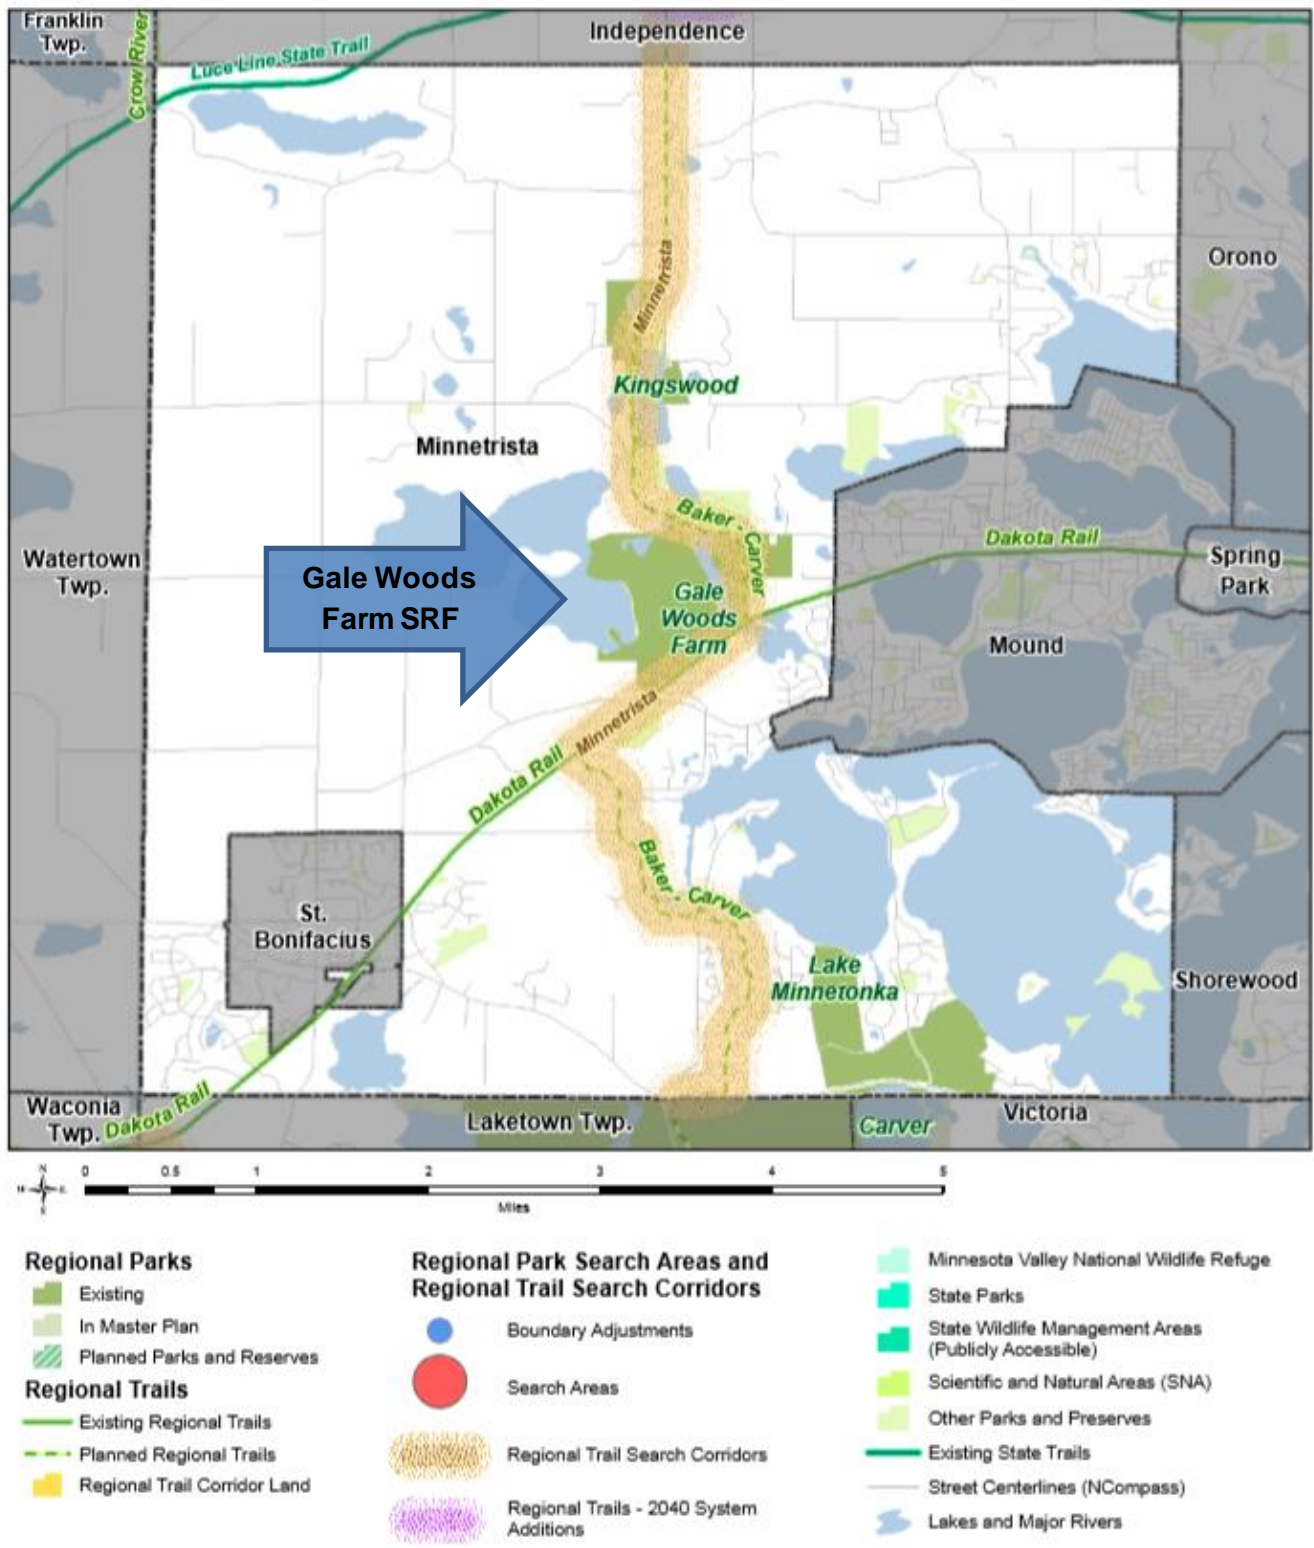 Franklin
Twp.
Crow River
Luce Line State Trail
Independence
Orono
Minnetrista
Kingswood
Minnetrista
Baker - Carver
Dakota Rail
Watertown
Twp.
Spring
Park
Gale Woods
Farm SRF
Gale
Woods
Farm
Mound
Minnetrista
Dakota Rail
Baker - Carver
St.
Bonifacius
Lake
Minnetonka
Shorewood
Waconia
Twp.
Dakota Rail
Laketown Twp.
Carver
Victoria
N
W E
S
0 0.5 1 2 3 4 5
Miles
Regional Parks
Existing
In Master Plan
Planned Parks and Reserves
Regional Trails
Existing Regional Trails
Planned Regional Trails
Regional Trail Corridor Land
Regional Park Search Areas and
Regional Trail Search Corridors
Boundary Adjustments
Search Areas
Regional Trail Search Corridors
Regional Trails - 2040 System
Additions
Minnesota Valley National Wildlife Refuge
State Parks
State Wildlife Management Areas
(Publicly Accessible)
Scientific and Natural Areas (SNA)
Other Parks and Preserves
Existing State Trails
Street Centerlines (NCompass)
Lakes and Major Rivers